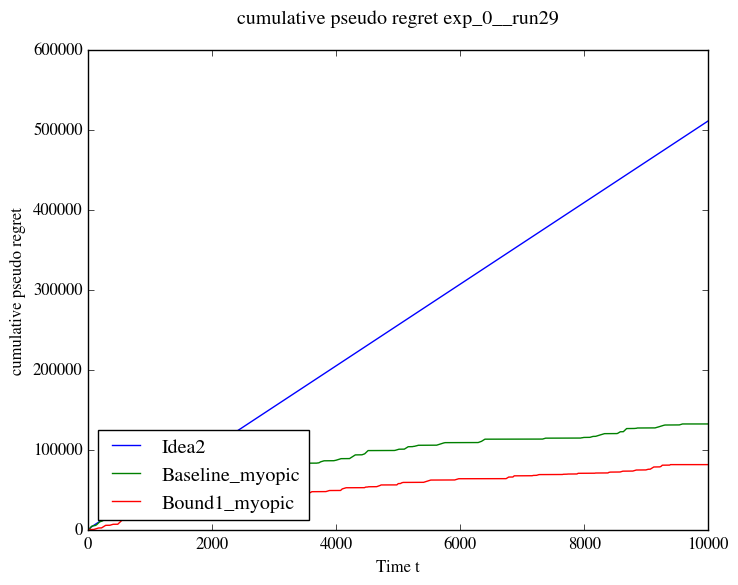 cumulative pseudo regret exp_0__run29
600000
500000
400000
300000
200000
100000
0
cumulative pseudo regret
Idea2
Baseline_myopic
Bound1_myopic
0 2000 4000 6000 8000 10000
Time t